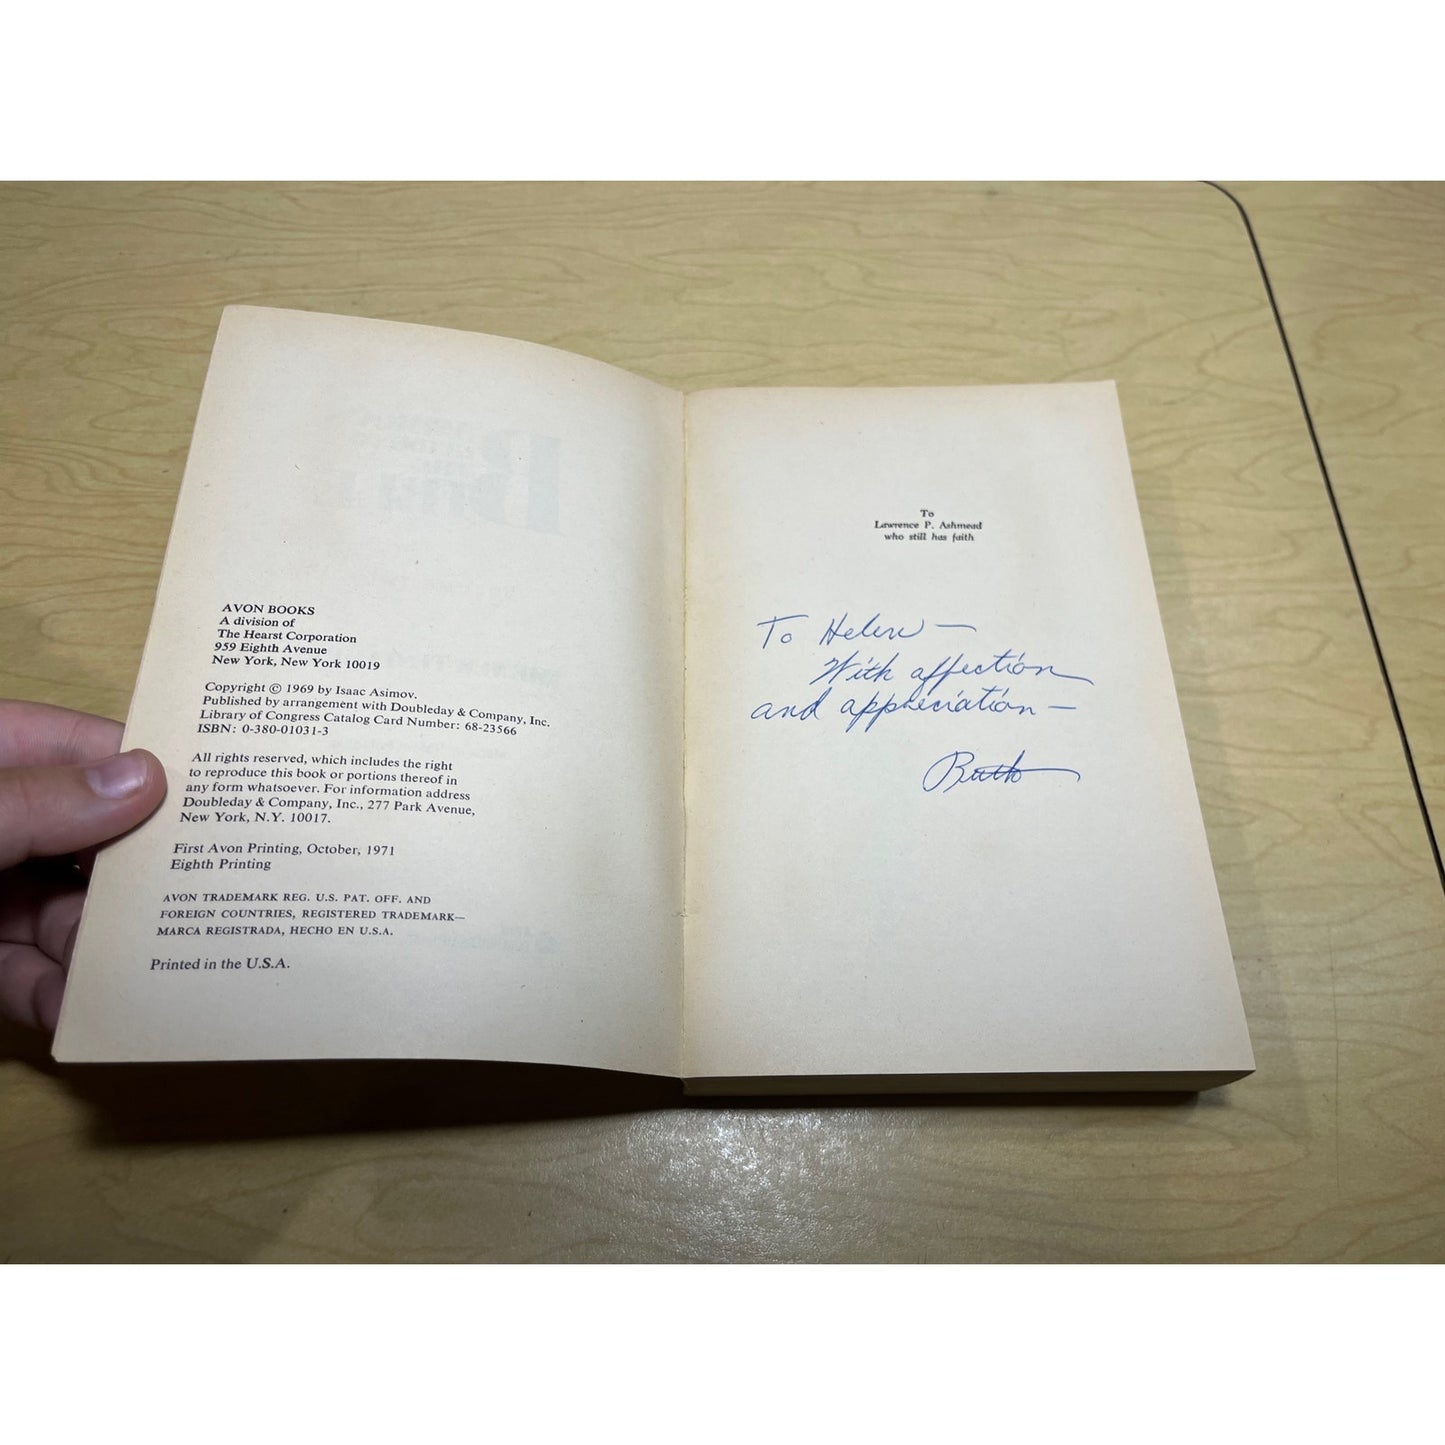 AVON BOOKS
A division of
The Hearst Corporation
959 Eighth Avenue
New York, New York 10019
Copyright © 1969 by Isaac Asimov.
Published by arrangement with Doubleday & Company, Inc.
Library of Congress Catalog Card Number: 68-23566
ISBN: 0-380-01031-3
All rights reserved, which includes the right
to reproduce this book or portions thereof in
any form whatsoever. For information address
Doubleday & Company, Inc., 277 Park Avenue,
New York, N.Y. 10017.
First Avon Printing, October, 1971
Eighth Printing
AVON TRADEMARK REG. U.S. PAT. OFF. AND
FOREIGN COUNTRIES, REGISTERED TRADEMARK—
MARCA REGISTRADA, HECHO EN U.S.A.
Printed in the U.S.A.
To
Lawrence P. Ashmead
who still has faith
To Helen —
With affection
and appreciation —
Ruth